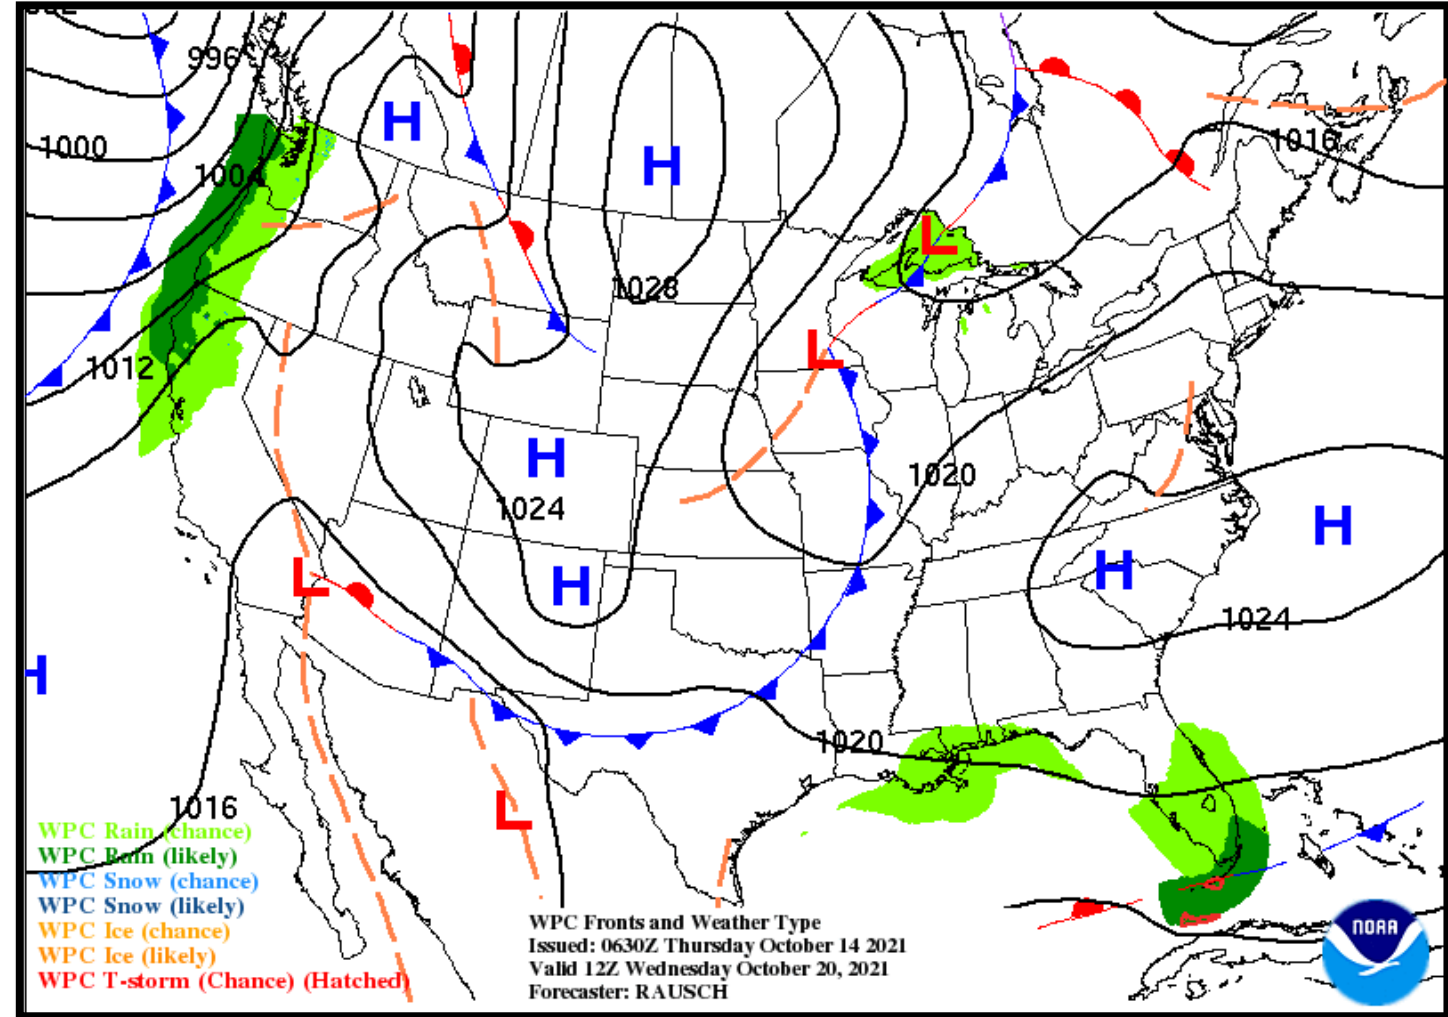 996
1000
1004
1016
H
H
L
1028
1012
L
H
1020
1024
H
H
H
L
1024
H
1020
1016
L
WPC Rain (chance)
WPC Rain (likely)
WPC Snow (chance)
WPC Snow (likely)
WPC Ice (chance)
WPC Ice (likely)
WPC T-storm (Chance) (Hatched)
WPC Fronts and Weather Type
Issued: 0630Z Thursday October 14 2021
Valid 12Z Wednesday October 20, 2021
Forecaster: RAUSCH
NOAA